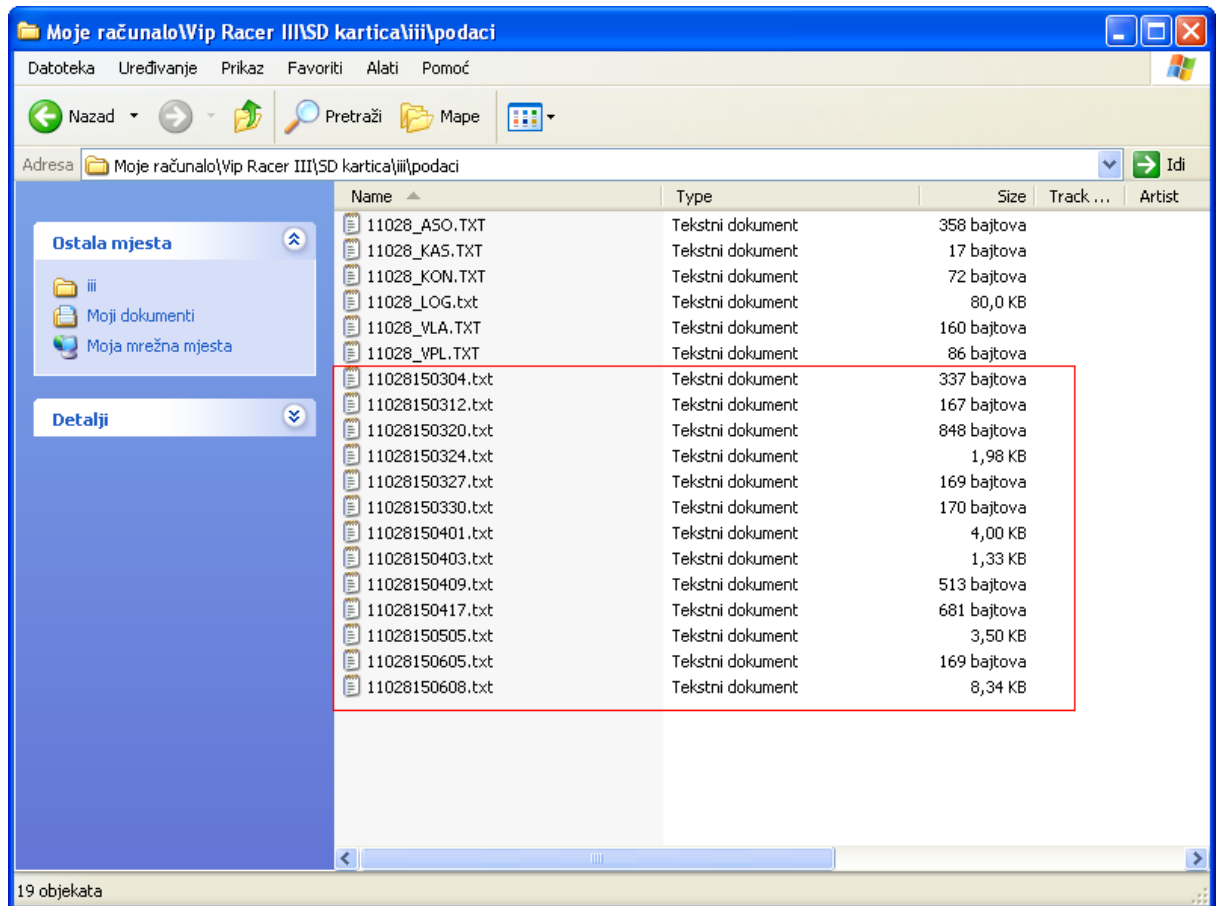 Moje računalo\Vip Racer III\SD kartica\iii\podaci
Datoteka Uređivanje Prikaz Favoriti Alati Pomoć
Nazad Pretraži Mape
Adresa Moje računalo\Vip Racer III\SD kartica\iii\podaci Idi
Ostala mjesta
iii
Moji dokumenti
Moja mrežna mjesta
Detalji
Name Type Size Track ... Artist
11028_ASO.TXT Tekstni dokument 358 bajtova
11028_KAS.TXT Tekstni dokument 17 bajtova
11028_KON.TXT Tekstni dokument 72 bajtova
11028_LOG.txt Tekstni dokument 80,0 KB
11028_VLA.TXT Tekstni dokument 160 bajtova
11028_VPL.TXT Tekstni dokument 86 bajtova
11028150304.txt Tekstni dokument 337 bajtova
11028150312.txt Tekstni dokument 167 bajtova
11028150320.txt Tekstni dokument 848 bajtova
11028150324.txt Tekstni dokument 1,98 KB
11028150327.txt Tekstni dokument 169 bajtova
11028150330.txt Tekstni dokument 170 bajtova
11028150401.txt Tekstni dokument 4,00 KB
11028150403.txt Tekstni dokument 1,33 KB
11028150409.txt Tekstni dokument 513 bajtova
11028150417.txt Tekstni dokument 681 bajtova
11028150505.txt Tekstni dokument 3,50 KB
11028150605.txt Tekstni dokument 169 bajtova
11028150608.txt Tekstni dokument 8,34 KB
19 objekata